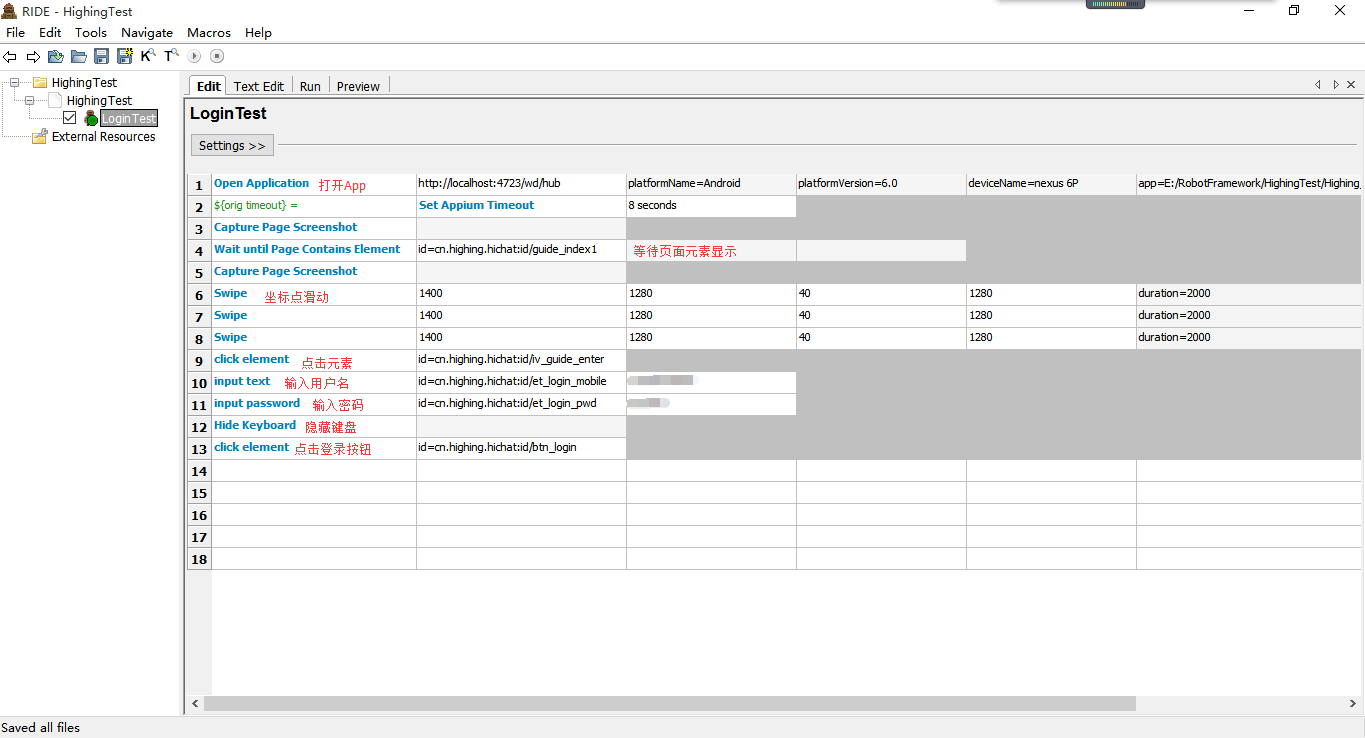 RIDE - HighingTest
File Edit Tools Navigate Macros Help
HighingTest
HighingTest
LoginTest
External Resources
Edit Text Edit Run Preview
LoginTest
Settings >>
1 Open Application 打开App http://localhost:4723/wd/hub platformName=Android platformVersion=6.0 deviceName=nexus 6P app=E:/RobotFramework/HighingTest/Highing_
2 ${orig timeout} = Set Appium Timeout 8 seconds
3 Capture Page Screenshot
4 Wait until Page Contains Element id=cn.highing.hichat:id/guide_index1 等待页面元素显示
5 Capture Page Screenshot
6 Swipe 坐标点滑动 1400 1280 40 1280 duration=2000
7 Swipe 1400 1280 40 1280 duration=2000
8 Swipe 1400 1280 40 1280 duration=2000
9 click element 点击元素 id=cn.highing.hichat:id/iv_guide_enter
10 input text 输入用户名 id=cn.highing.hichat:id/et_login_mobile
11 input password 输入密码 id=cn.highing.hichat:id/et_login_pwd
12 Hide Keyboard 隐藏键盘
13 click element 点击登录按钮 id=cn.highing.hichat:id/btn_login
14
15
16
17
18
Saved all files